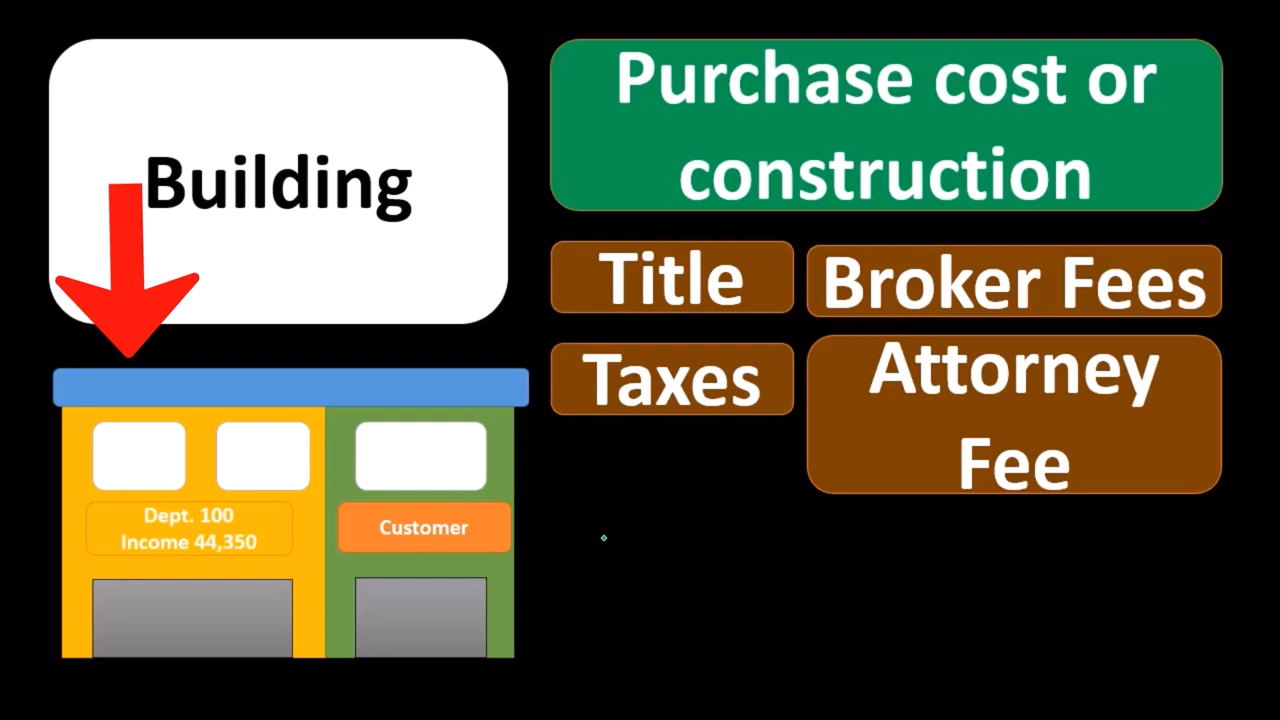 Building
Purchase cost or
construction
Title
Broker Fees
Taxes
Attorney
Fee
Dept. 100
Income 44,350
Customer